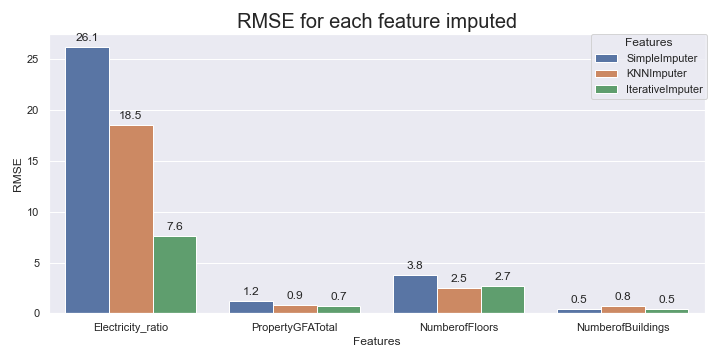 RMSE for each feature imputed
Features
SimpleImputer
KNNImputer
IterativeImputer
RMSE
25
20
15
10
5
0
26.1
18.5
7.6
1.2
0.9
0.7
3.8
2.5
2.7
0.5
0.8
0.5
Electricity_ratio
PropertyGFATotal
NumberofFloors
NumberofBuildings
Features